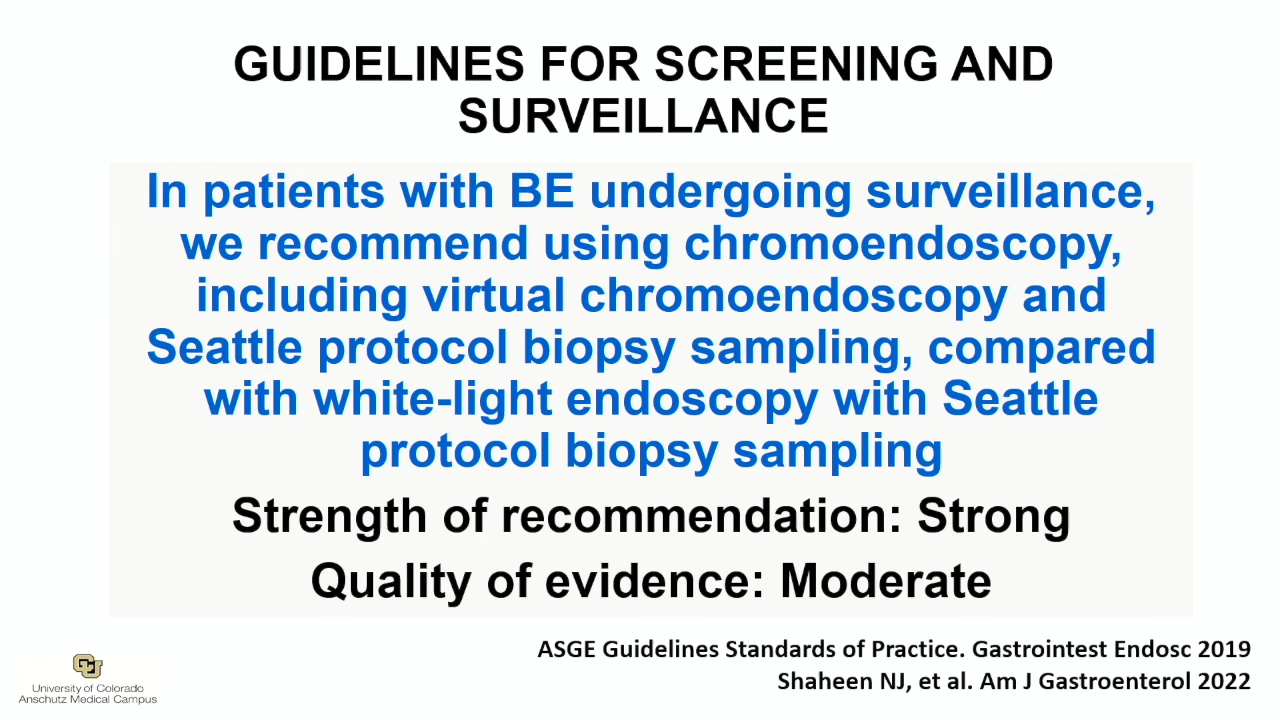 GUIDELINES FOR SCREENING AND
SURVEILLANCE
In patients with BE undergoing surveillance,
we recommend using chromoendoscopy,
including virtual chromoendoscopy and
Seattle protocol biopsy sampling, compared
with white-light endoscopy with Seattle
protocol biopsy sampling
Strength of recommendation: Strong
Quality of evidence: Moderate
ASGE Guidelines Standards of Practice. Gastrointest Endosc 2019
Shaheen NJ, et al. Am J Gastroenterol 2022
CU
University of Colorado
Anschutz Medical Campus